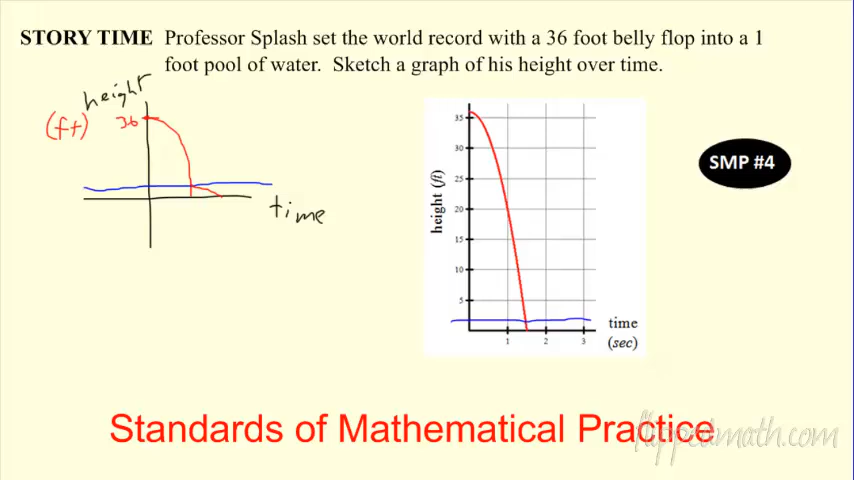 STORY TIME Professor Splash set the world record with a 36 foot belly flop into a 1
foot pool of water. Sketch a graph of his height over time.
height
(ft)
36
time
height (ft)
35
30
25
20
15
10
5
1 2 3
time
(sec)
SMP #4
Standards of Mathematical Practice
flippedmath.com